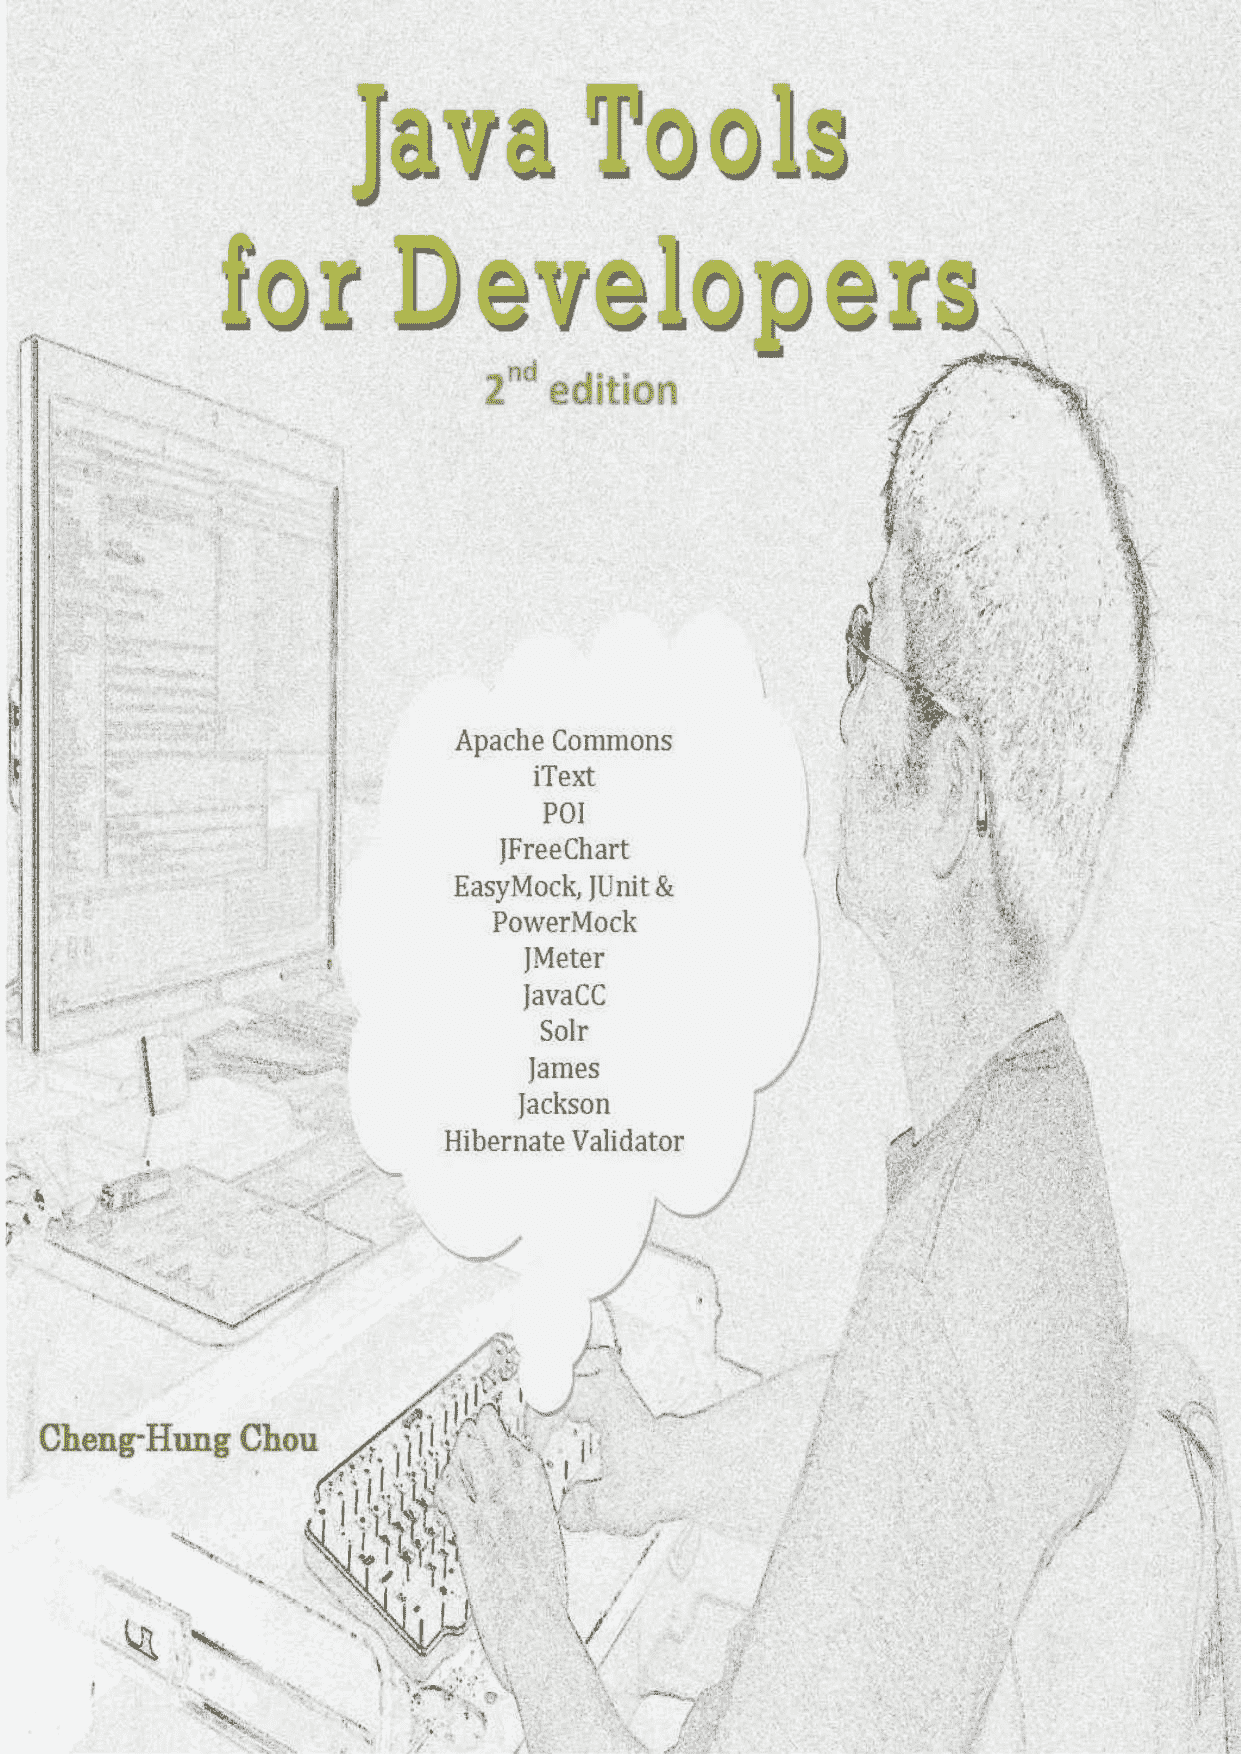 Java Tools
for Developers
2nd edition
Apache Commons
iText
POI
JFreeChart
EasyMock, JUnit &
PowerMock
JMeter
JavaCC
Solr
James
Jackson
Hibernate Validator
Cheng-Hung Chou